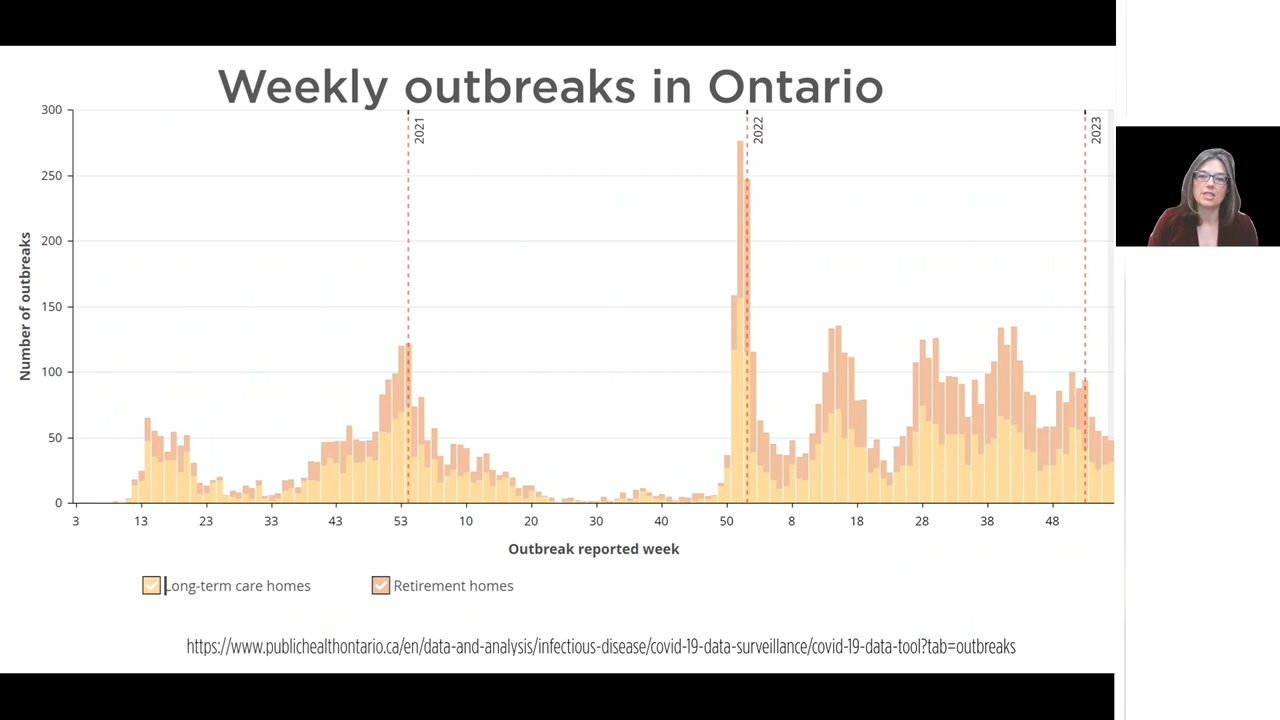 Weekly outbreaks in Ontario
300
250
200
150
100
50
0
Number of outbreaks
2021
2022
2023
3 13 23 33 43 53 10 20 30 40 50 8 18 28 38 48
Outbreak reported week
Long-term care homes
Retirement homes
https://www.publichealthontario.ca/en/data-and-analysis/infectious-disease/covid-19-data-surveillance/covid-19-data-tool?tab=outbreaks